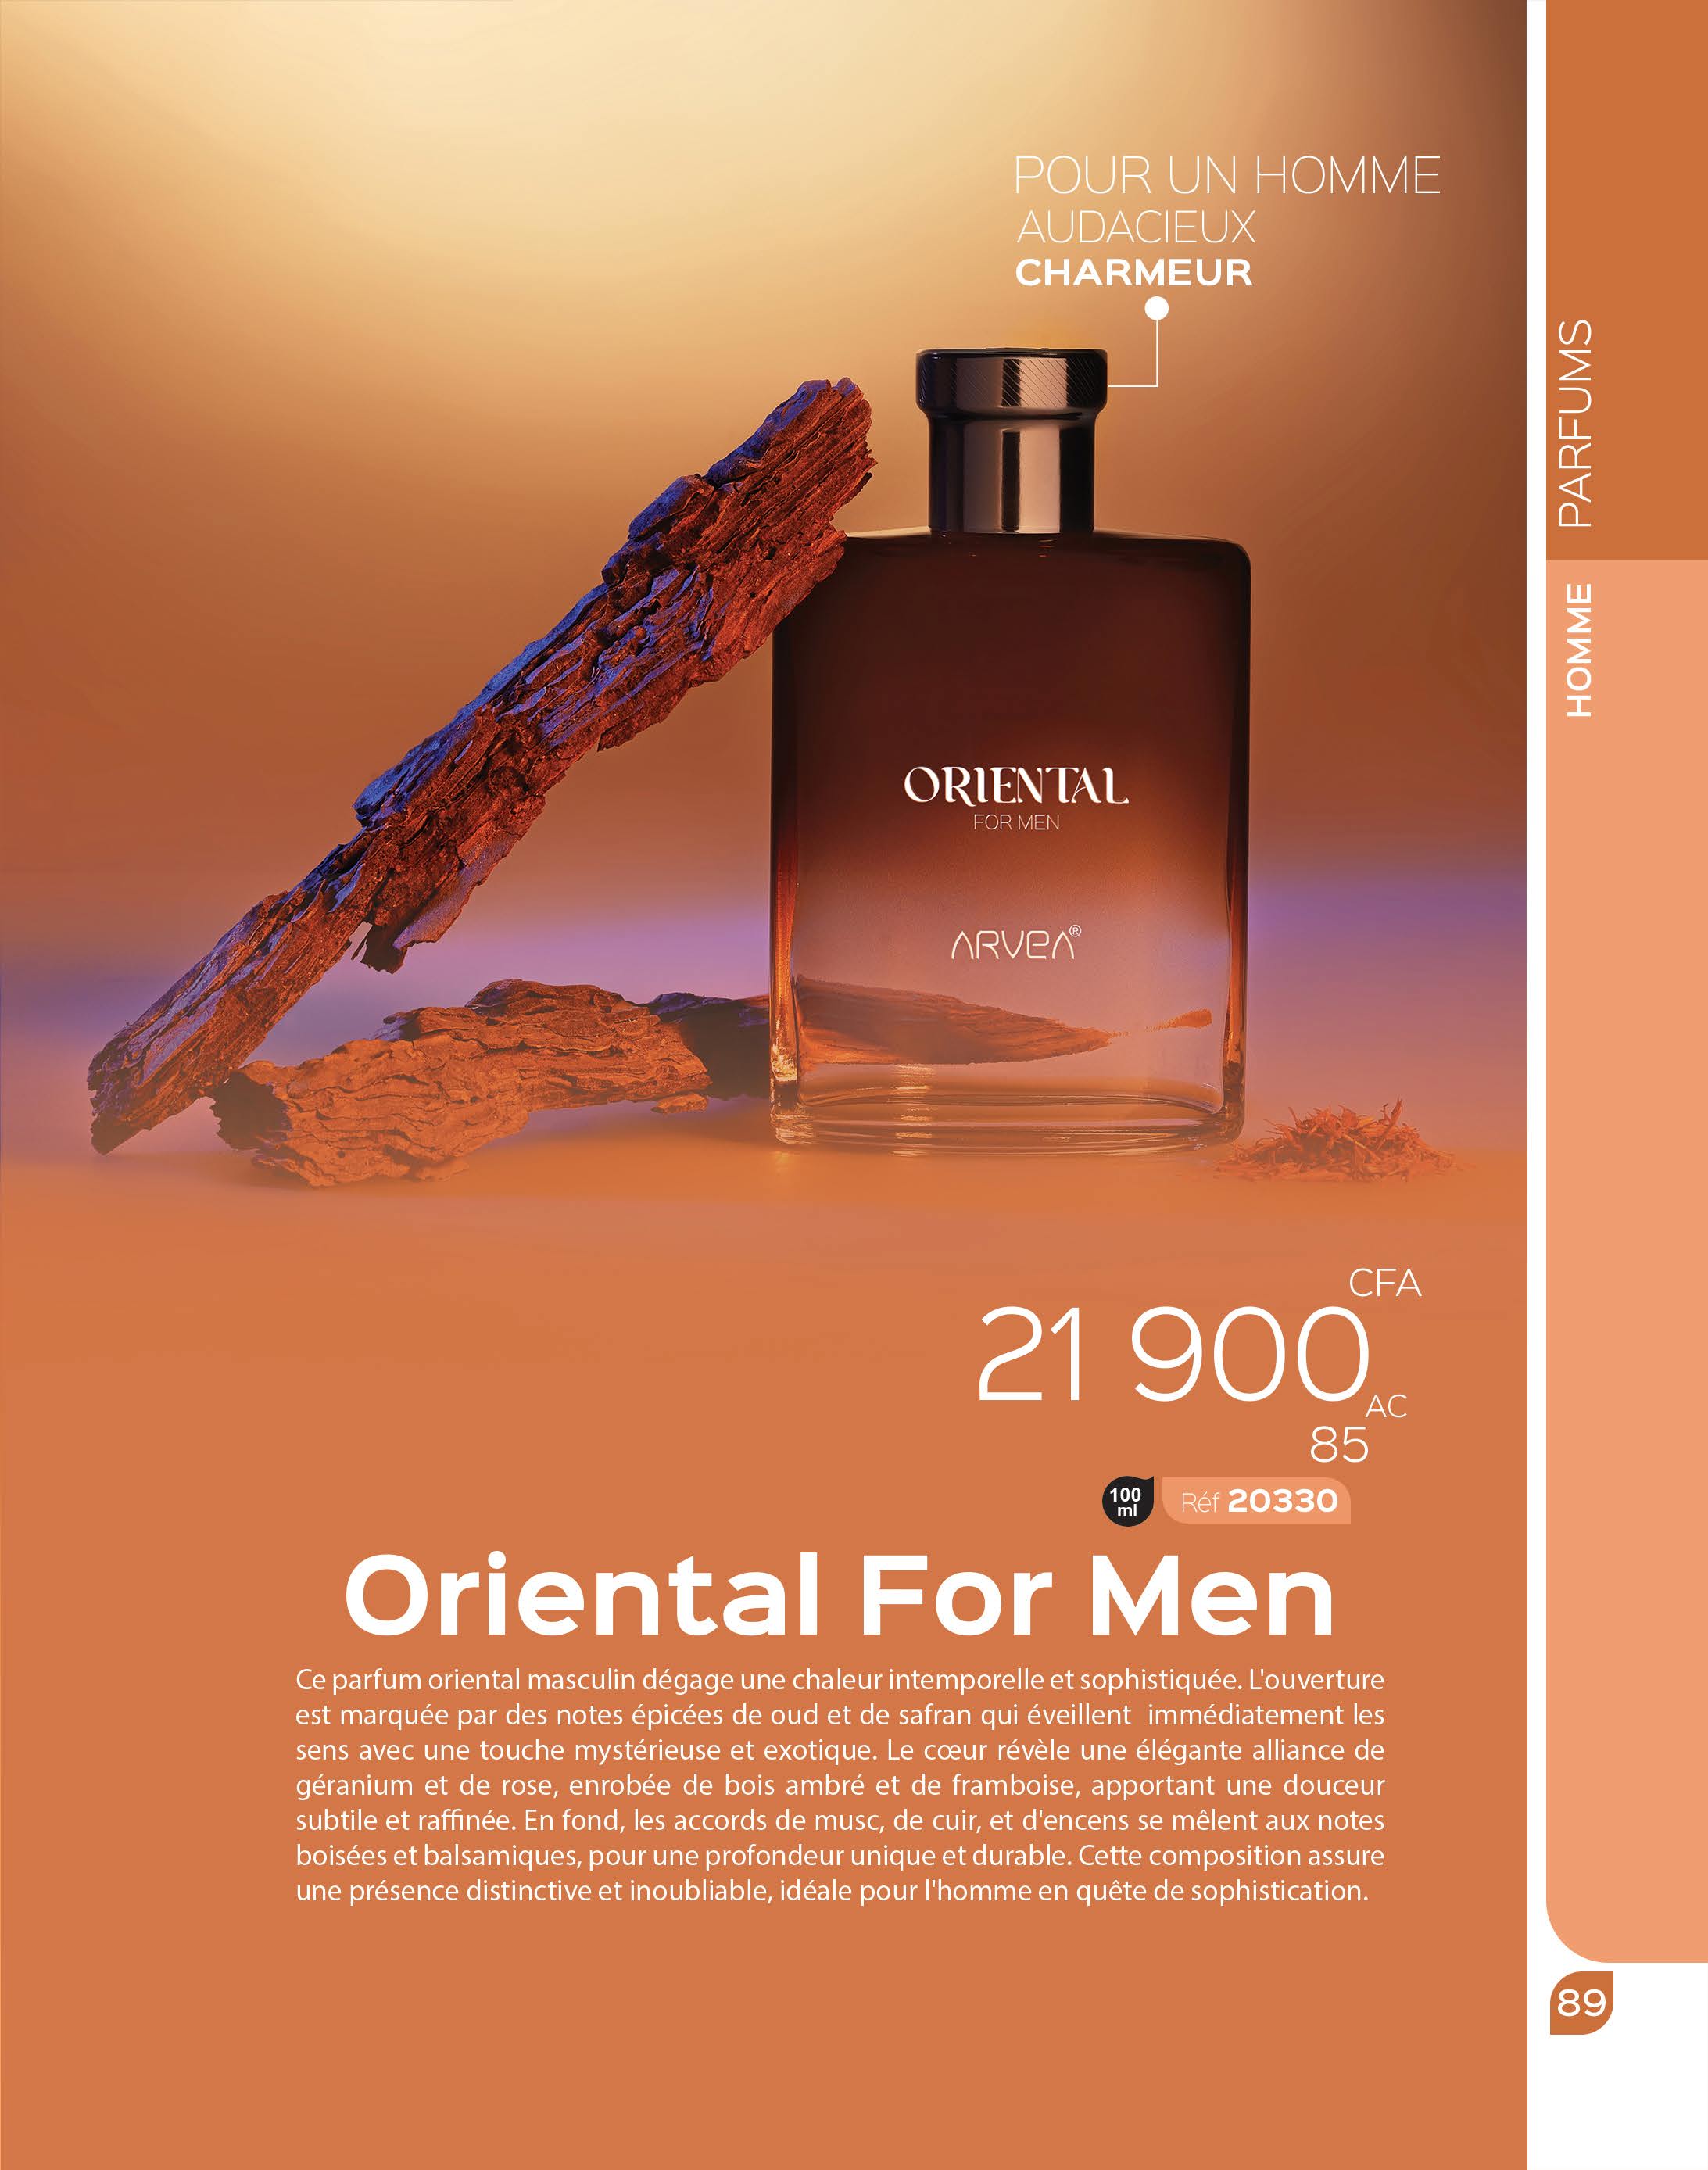 POUR UN HOMME
AUDACIEUX
CHARMEUR
PARFUMS
HOMME
ORIENTAL
FOR MEN
ARVEA®
CFA
21 900
AC
85
100
ml
Réf 20330
Oriental For Men
Ce parfum oriental masculin dégage une chaleur intemporelle et sophistiquée. L'ouverture
est marquée par des notes épicées de oud et de safran qui éveillent immédiatement les
sens avec une touche mystérieuse et exotique. Le cœur révèle une élégante alliance de
géranium et de rose, enrobée de bois ambré et de framboise, apportant une douceur
subtile et raffinée. En fond, les accords de musc, de cuir, et d'encens se mêlent aux notes
boisées et balsamiques, pour une profondeur unique et durable. Cette composition assure
une présence distinctive et inoubliable, idéale pour l'homme en quête de sophistication.
89